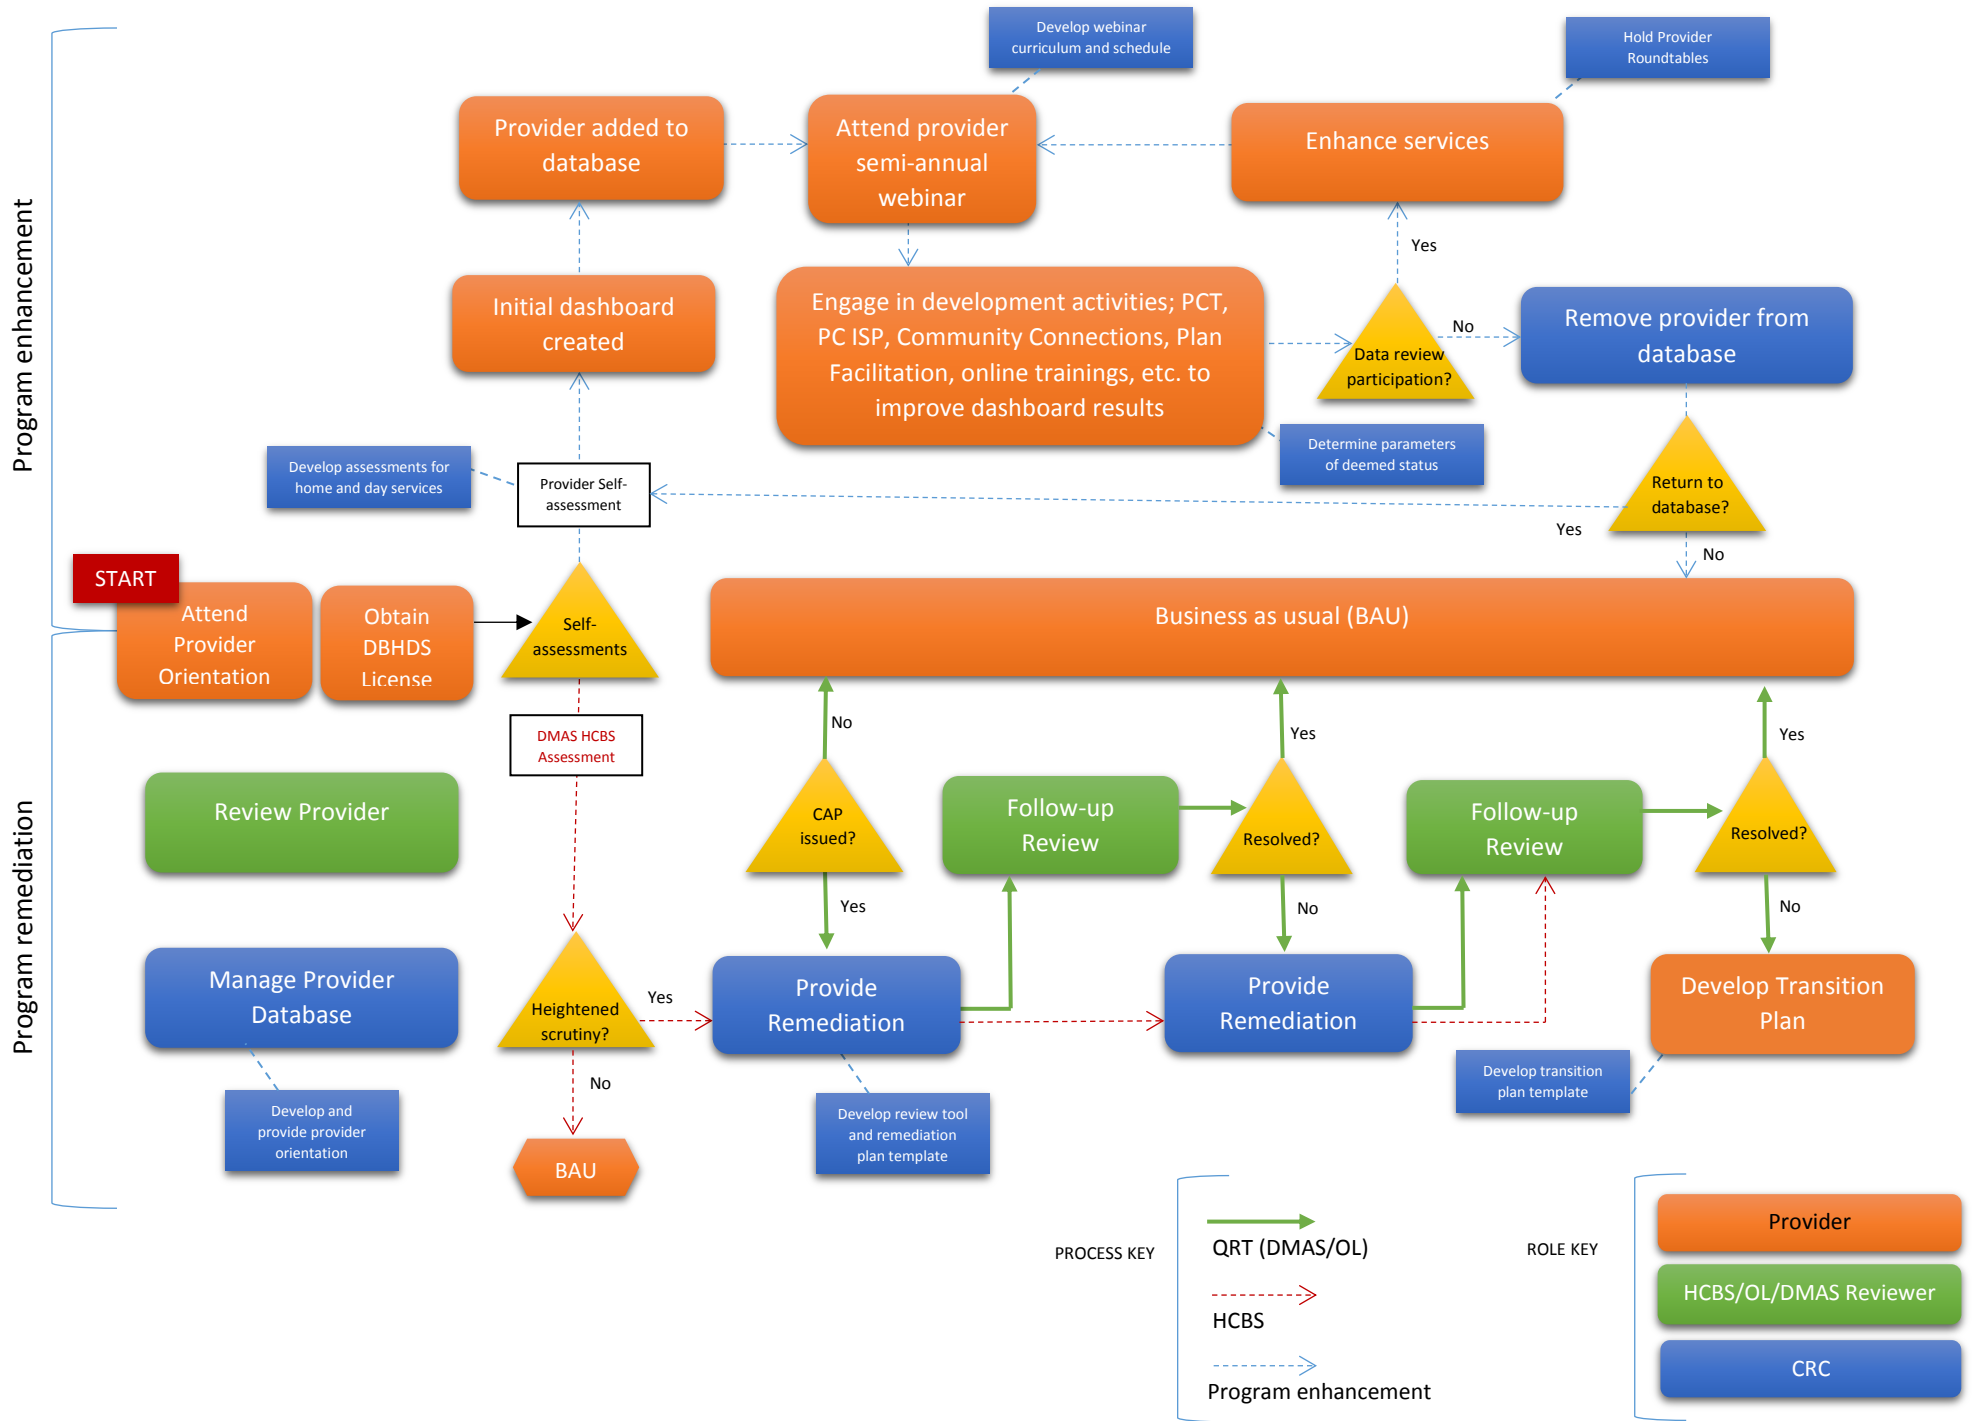 Develop webinar
curriculum and schedule
Hold Provider
Roundtables
Program enhancement
Provider added to
database
Attend provider
semi-annual
webinar
Enhance services
Yes
Initial dashboard
created
Engage in development activities; PCT,
PC ISP, Community Connections, Plan
Facilitation, online trainings, etc. to
improve dashboard results
Data review
participation?
No
Remove provider from
database
Develop assessments for
home and day services
Provider Self-
assessment
Determine parameters
of deemed status
Return to
database?
Yes
No
START
Attend
Provider
Orientation
Obtain
DBHDS
License
Self-
assessments
Business as usual (BAU)
Program remediation
DMAS HCBS
Assessment
No
Yes
Yes
Review Provider
CAP
issued?
Follow-up
Review
Resolved?
Follow-up
Review
Resolved?
Yes
No
No
Manage Provider
Database
Heightened
scrutiny?
Yes
Provide
Remediation
Provide
Remediation
Develop Transition
Plan
No
Develop and
provide provider
orientation
BAU
Develop review tool
and remediation
plan template
Develop transition
plan template
PROCESS KEY
QRT (DMAS/OL)
HCBS
Program enhancement
ROLE KEY
Provider
HCBS/OL/DMAS Reviewer
CRC